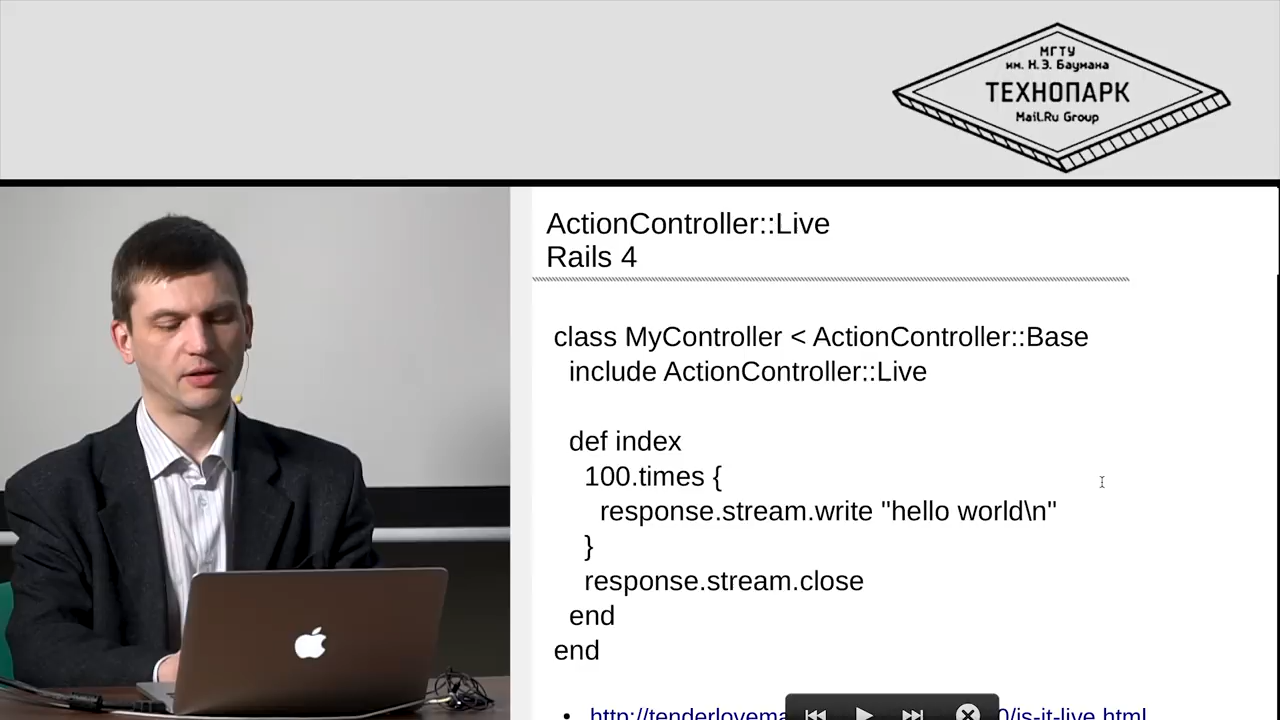 МГТУ
им. Н.Э. Баумана
ТЕХНОПАРК
Mail.Ru Group
ActionController::Live
Rails 4
class MyController < ActionController::Base
include ActionController::Live
def index
100.times {
response.stream.write "hello world\n"
}
response.stream.close
end
end